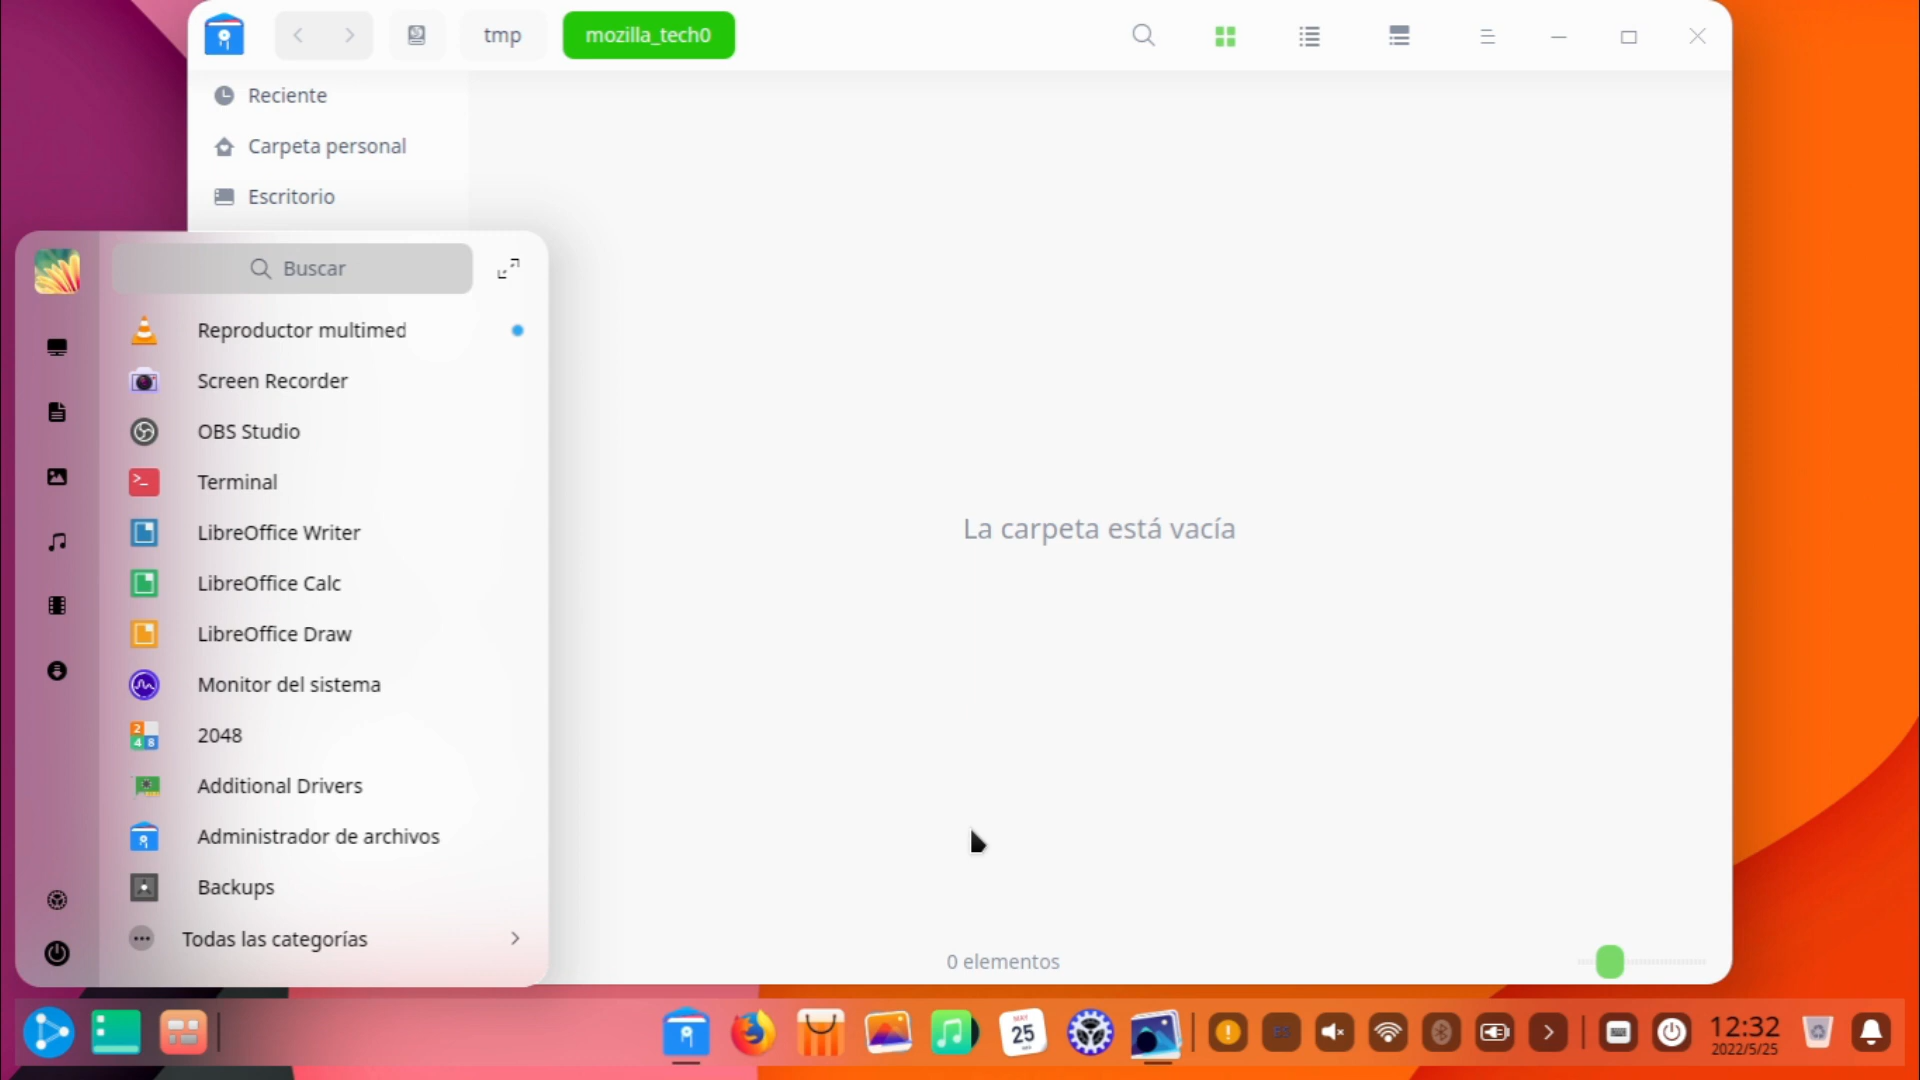 tmp
mozilla_tech0
Reciente
Carpeta personal
Escritorio
Buscar
Reproductor multimed
Screen Recorder
OBS Studio
Terminal
LibreOffice Writer
LibreOffice Calc
LibreOffice Draw
Monitor del sistema
2048
Additional Drivers
Administrador de archivos
Backups
Todas las categorías
La carpeta está vacía
0 elementos
MAY
25
12:32
2022/5/25